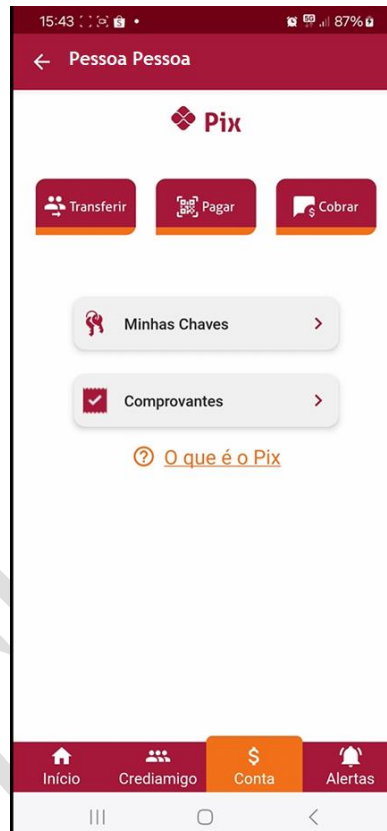 15:43 87%
Pessoa Pessoa
Pix
Transferir Pagar Cobrar
Minhas Chaves
Comprovantes
O que é o Pix
Início Crediamigo Conta Alertas